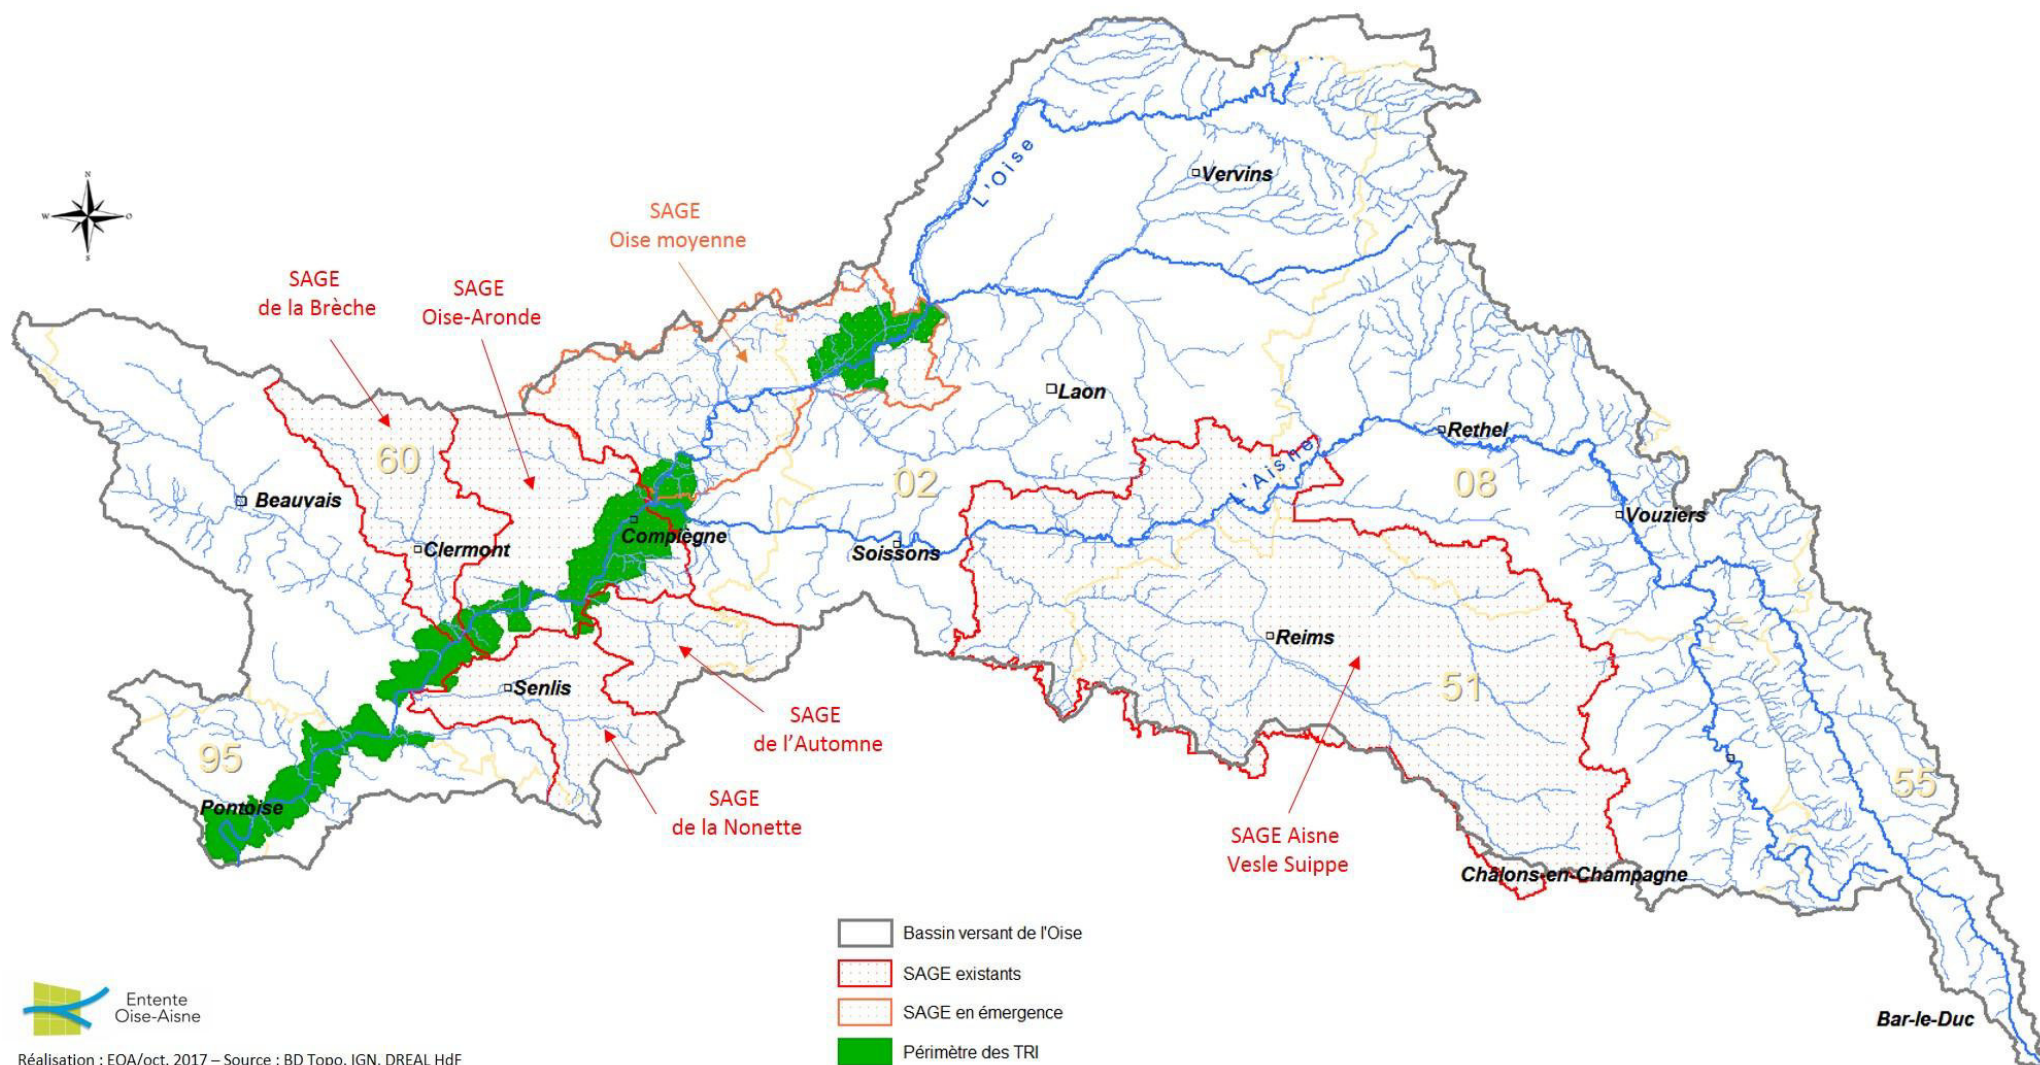 N
W
O
S
L'Oise
Vervins
SAGE
Oise moyenne
SAGE
de la Brèche
SAGE
Oise-Aronde
Laon
Rethel
60
02
08
L'Aisne
Beauvais
Vouziers
Compiègne
Clermont
Soissons
Reims
Senlis
51
SAGE
de l'Automne
95
55
Pontoise
SAGE
de la Nonette
SAGE Aisne
Vesle Suippe
Châlons-en-Champagne
Bassin versant de l'Oise
SAGE existants
SAGE en émergence
Périmètre des TRI
Entente
Oise-Aisne
Bar-le-Duc
Réalisation : EOA/oct. 2017 – Source : BD Topo, IGN, DREAL HdF